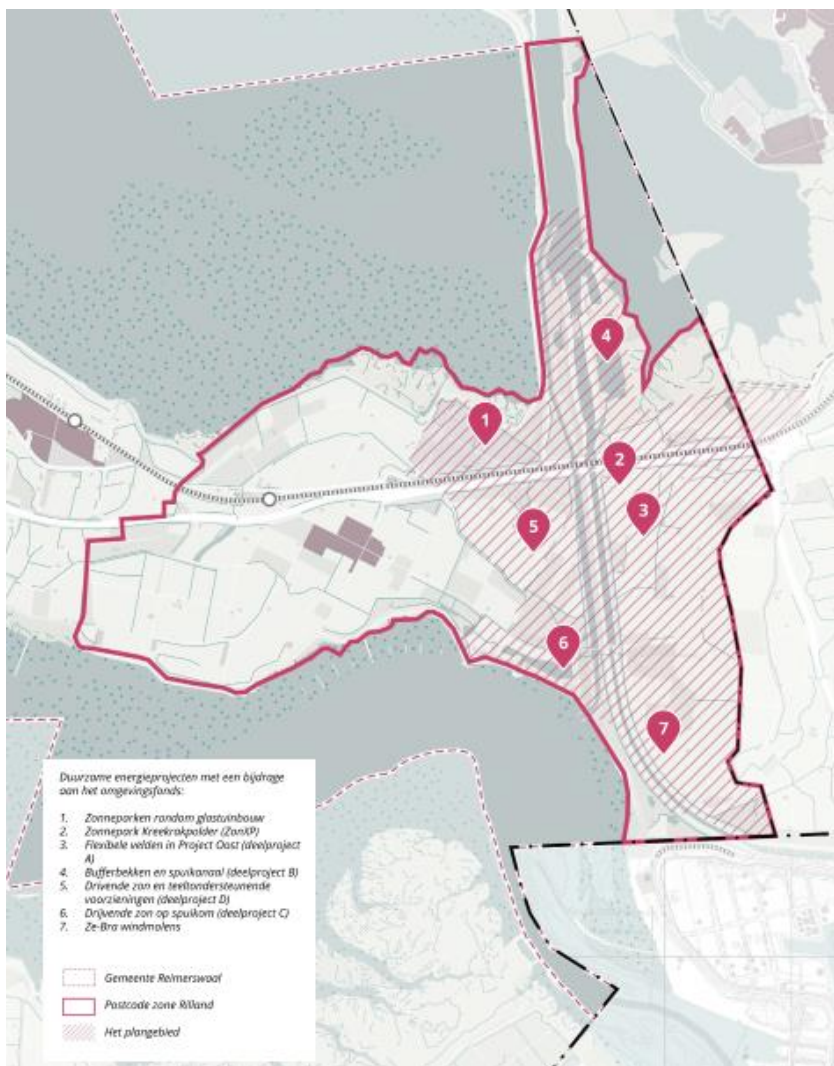 4
1
2
3
5
6
7
Duurzame energieprojecten met een bijdrage
aan het omgevingsfonds:
1. Zonneparken rondom glastuinbouw
2. Zonnepark Kreekrakpolder (ZonXP)
3. Flexibele velden in Project Oost (deelproject
A)
4. Bufferbekken en spuikanaal (deelproject B)
5. Drivende zon en teeltondersteunende
voorzieningen (deelproject D)
6. Drijvende zon op spuikom (deelproject C)
7. Ze-Bra windmolens
Gemeente Reimerswaal
Postcode zone Rilland
Het plangebied